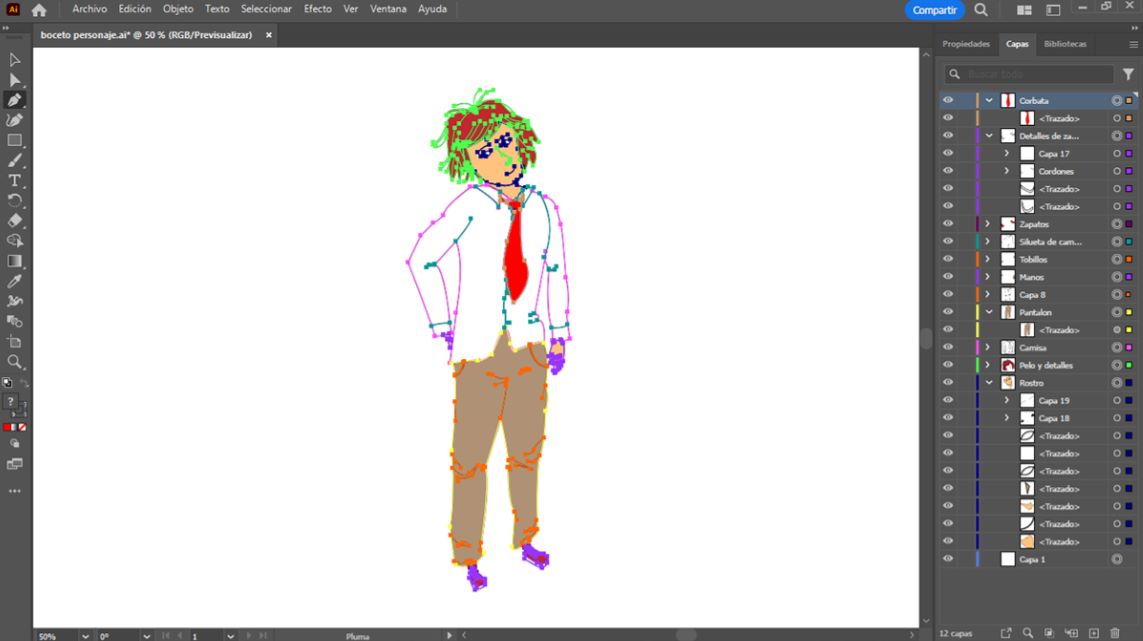 Ai Archivo Edición Objeto Texto Seleccionar Efecto Ver Ventana Ayuda Compartir
boceto personaje.ai* @ 50 % (RGB/Previsualizar) ×
Propiedades Capas Bibliotecas
Buscar todo
Corbata
<Trazado>
Detalles de za...
Capa 17
Cordones
<Trazado>
<Trazado>
Zapatos
Silueta de cam...
Tobillos
Manos
Capa 8
Pantalon
<Trazado>
Camisa
Pelo y detalles
Rostro
Capa 19
Capa 18
<Trazado>
<Trazado>
<Trazado>
<Trazado>
<Trazado>
<Trazado>
<Trazado>
Capa 1
50% 0° 1 Pluma 12 capas